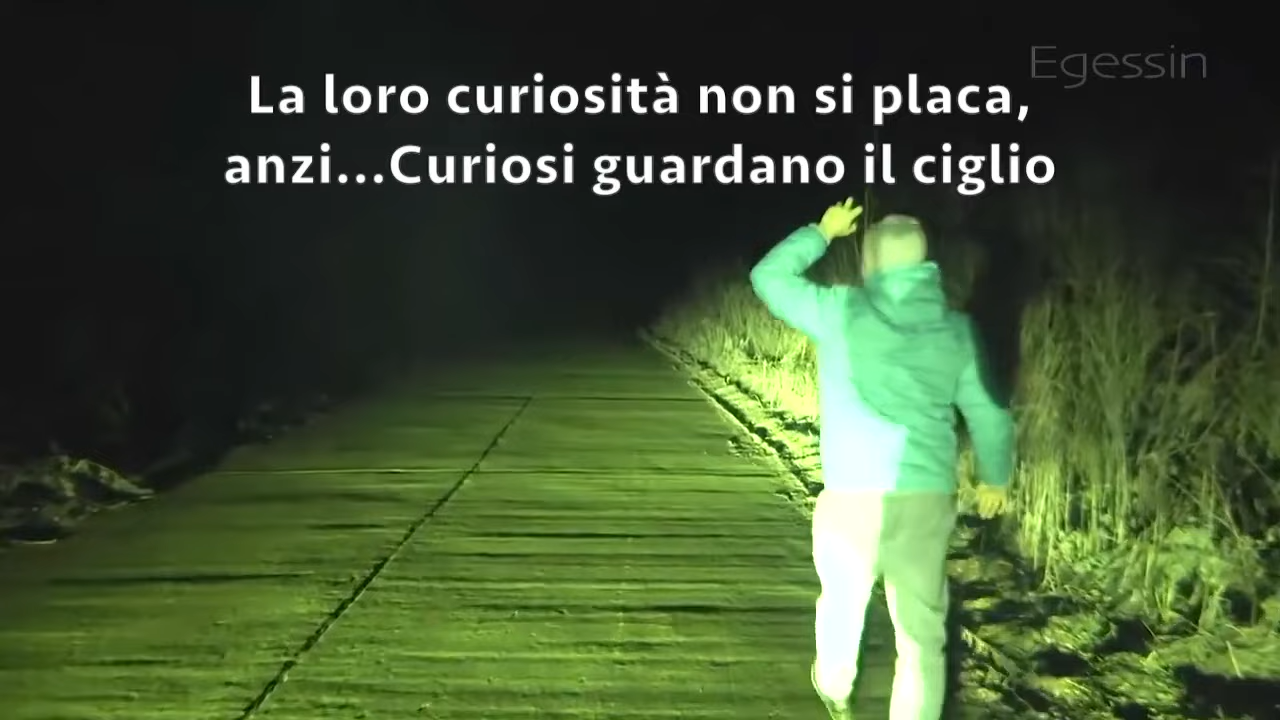 Egessin
La loro curiosità non si placa,
anzi...Curiosi guardano il ciglio